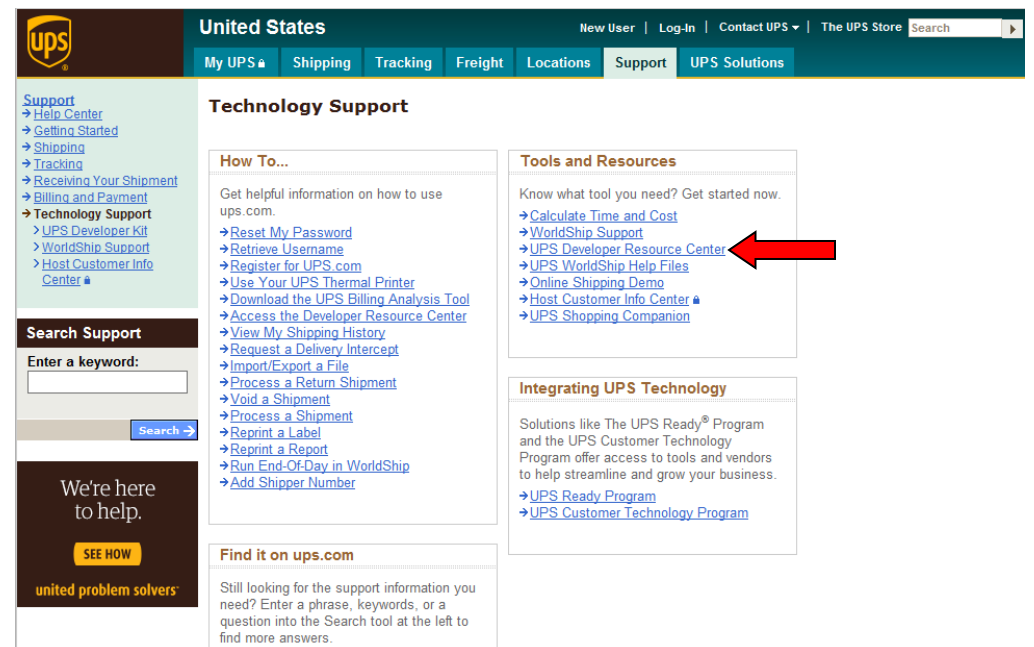 ups
United States
New User | Log-In | Contact UPS | The UPS Store Search
My UPS Shipping Tracking Freight Locations Support UPS Solutions
Support
Help Center
Getting Started
Shipping
Tracking
Receiving Your Shipment
Billing and Payment
Technology Support
UPS Developer Kit
WorldShip Support
Host Customer Info
Center
Search Support
Enter a keyword:
Search
We're here
to help.
SEE HOW
united problem solvers
Technology Support
How To...
Get helpful information on how to use
ups.com.
Reset My Password
Retrieve Username
Register for UPS.com
Use Your UPS Thermal Printer
Download the UPS Billing Analysis Tool
Access the Developer Resource Center
View My Shipping History
Request a Delivery Intercept
Import/Export a File
Process a Return Shipment
Void a Shipment
Process a Shipment
Reprint a Label
Reprint a Report
Run End-Of-Day in WorldShip
Add Shipper Number
Find it on ups.com
Still looking for the support information you
need? Enter a phrase, keywords, or a
question into the Search tool at the left to
find more answers.
Tools and Resources
Know what tool you need? Get started now.
Calculate Time and Cost
WorldShip Support
UPS Developer Resource Center
UPS WorldShip Help Files
Online Shipping Demo
Host Customer Info Center
UPS Shopping Companion
Integrating UPS Technology
Solutions like The UPS Ready® Program
and the UPS Customer Technology
Program offer access to tools and vendors
to help streamline and grow your business.
UPS Ready Program
UPS Customer Technology Program